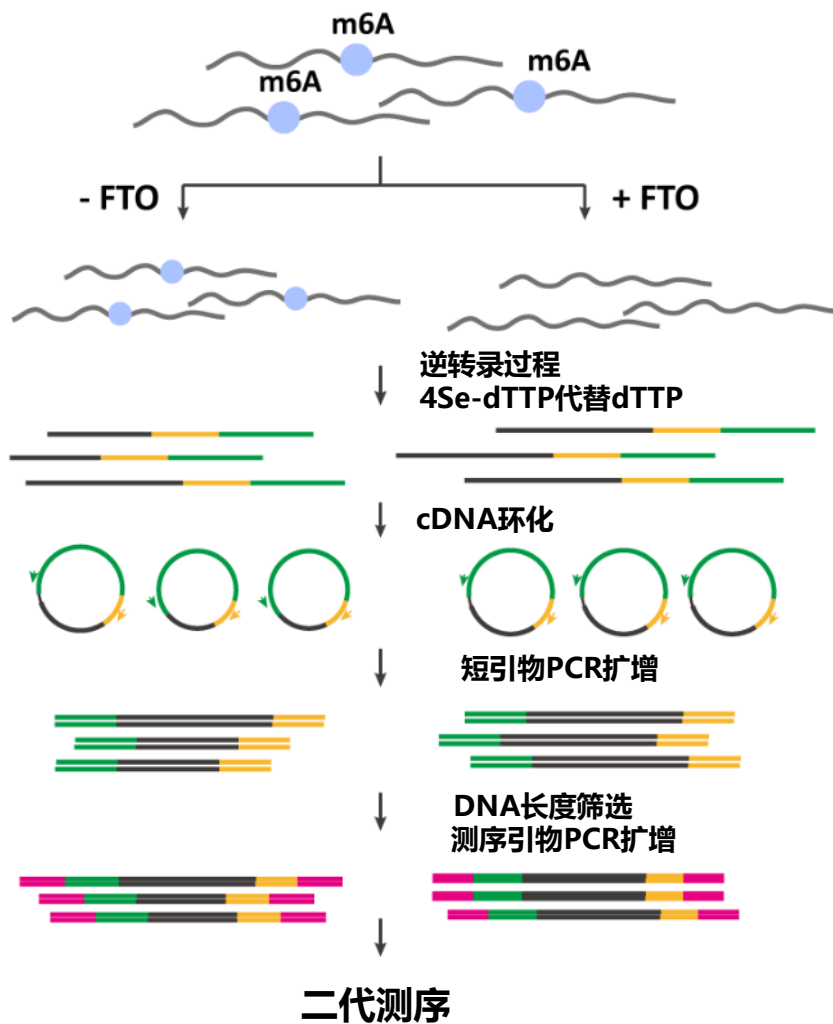 m6A
m6A
m6A
- FTO
+ FTO
逆转录过程
4Se-dTTP代替dTTP
cDNA环化
短引物PCR扩增
DNA长度筛选
测序引物PCR扩增
二代测序